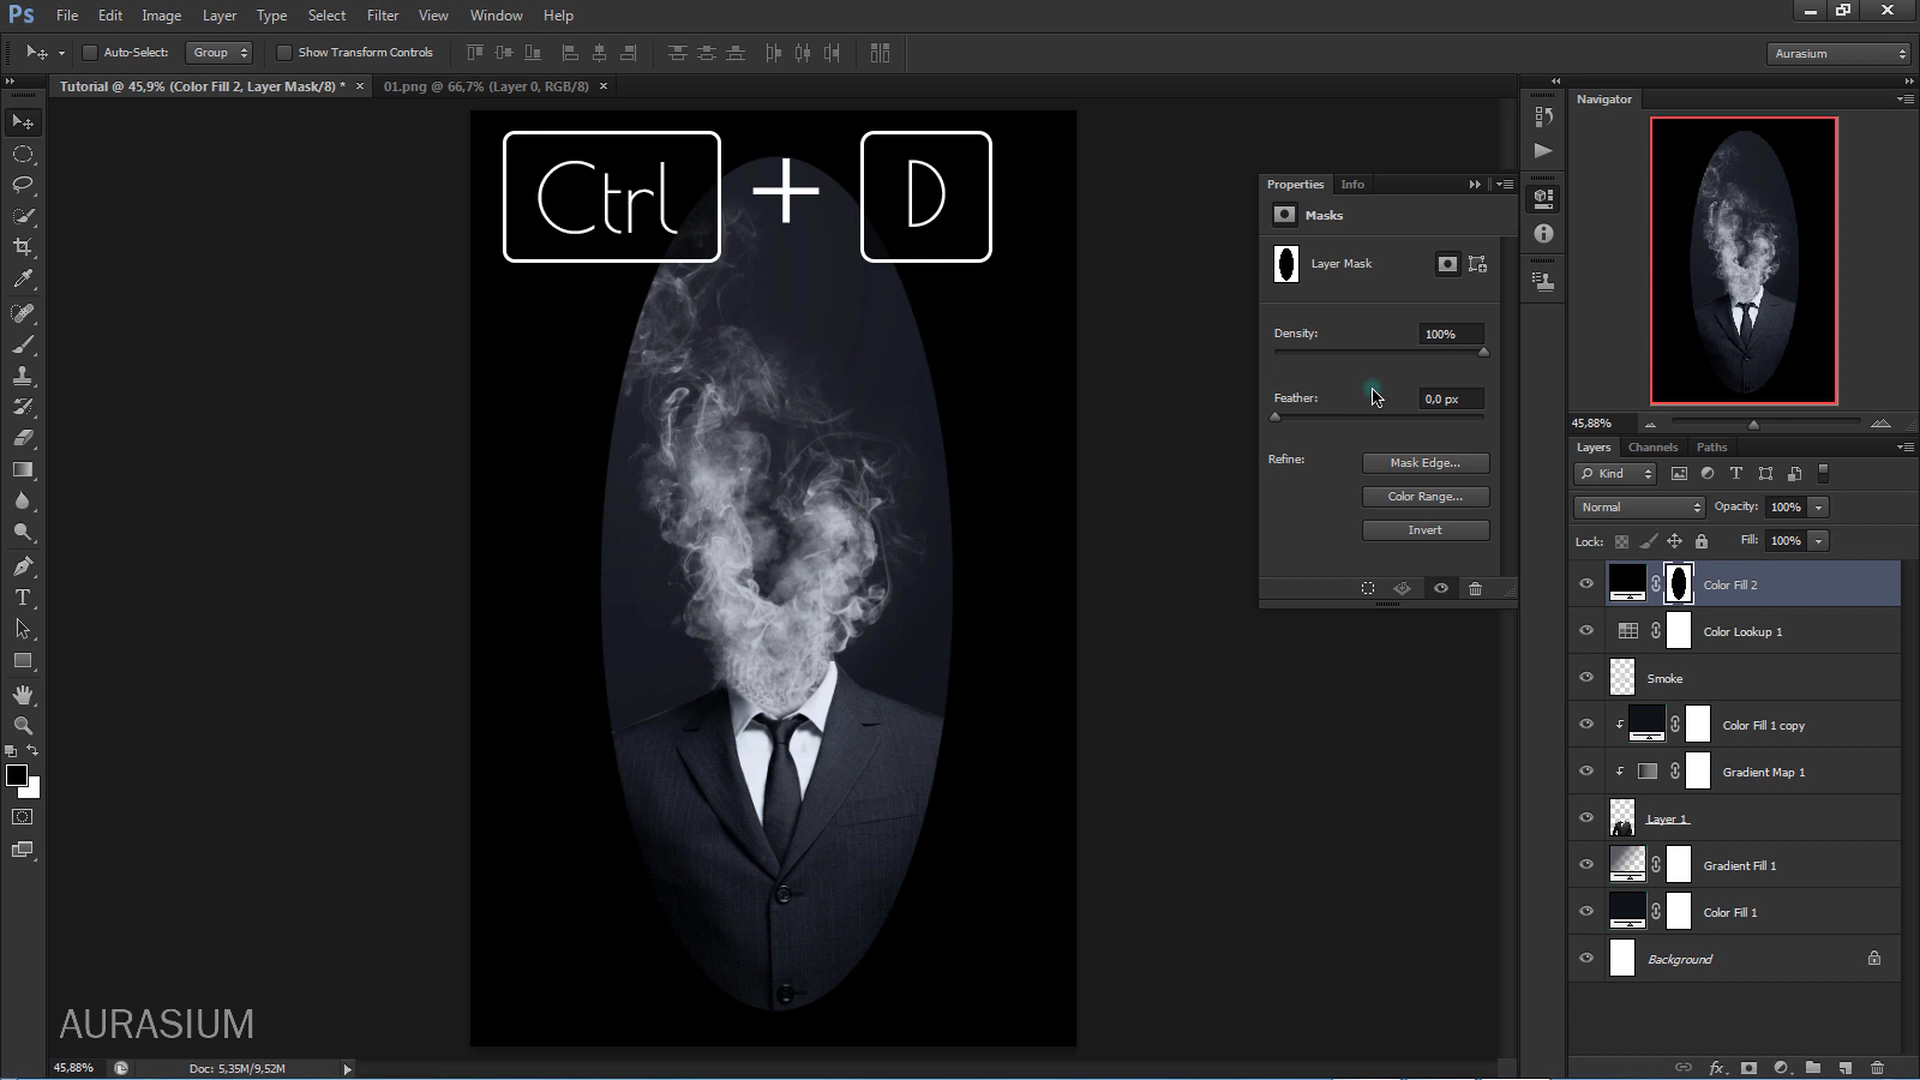 Ps File Edit Image Layer Type Select Filter View Window Help
Auto-Select: Group Show Transform Controls Aurasium
Tutorial @ 45,9% (Color Fill 2, Layer Mask/8) * × 01.png @ 66,7% (Layer 0, RGB/8) ×
Navigator
Ctrl + D
Properties Info
Masks
Layer Mask
Density: 100%
Feather: 0,0 px
Refine: Mask Edge...
Color Range...
Invert
45,88%
Layers Channels Paths
Kind
Normal Opacity: 100%
Lock: Fill: 100%
Color Fill 2
Color Lookup 1
Smoke
Color Fill 1 copy
Gradient Map 1
Layer 1
Gradient Fill 1
Color Fill 1
Background
AURASIUM
45,88% Doc: 5,35M/9,52M
fx